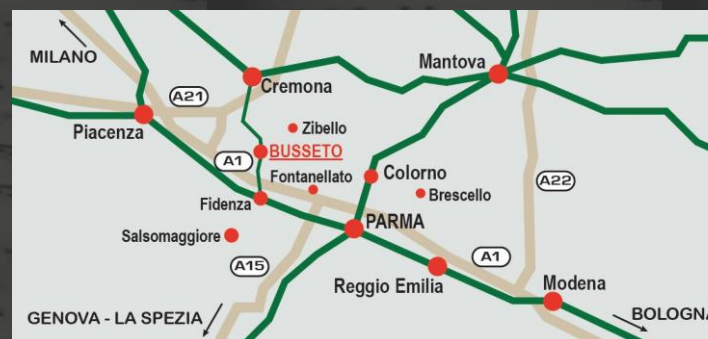 MILANO
Mantova
Cremona
A21
Zibello
Piacenza
BUSSETO
A1
Colorno
Fontanellato
A22
Brescello
Fidenza
PARMA
Salsomaggiore
A1
A15
Reggio Emilia
Modena
GENOVA - LA SPEZIA
BOLOGNA